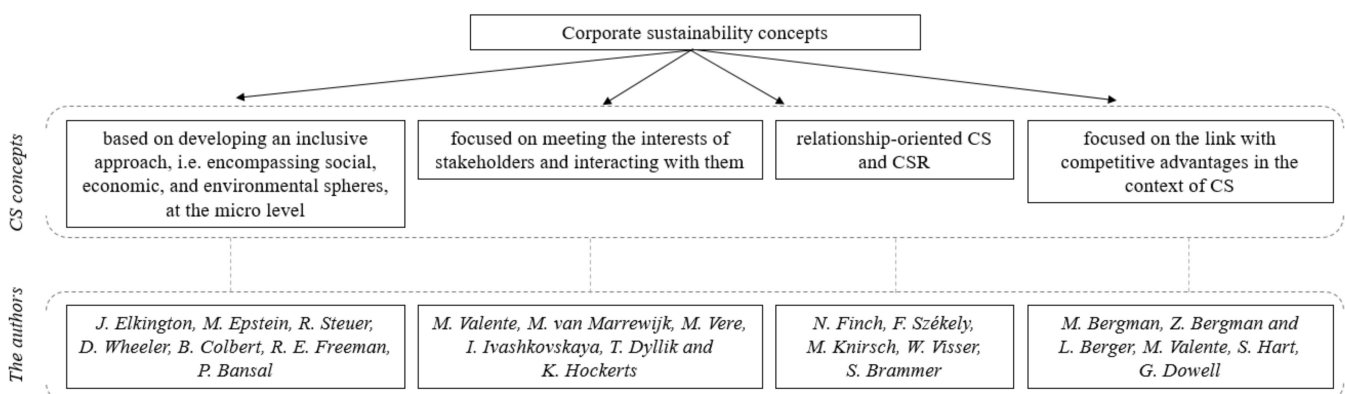 Corporate sustainability concepts
CS concepts
based on developing an inclusive
approach, i.e. encompassing social,
economic, and environmental spheres,
at the micro level
focused on meeting the interests of
stakeholders and interacting with them
relationship-oriented CS
and CSR
focused on the link with
competitive advantages in the
context of CS
The authors
J. Elkington, M. Epstein, R. Steuer,
D. Wheeler, B. Colbert, R. E. Freeman,
P. Bansal
M. Valente, M. van Marrewijk, M. Vere,
I. Ivashkovskaya, T. Dyllik and
K. Hockerts
N. Finch, F. Székely,
M. Knirsch, W. Visser,
S. Brammer
M. Bergman, Z. Bergman and
L. Berger, M. Valente, S. Hart,
G. Dowell